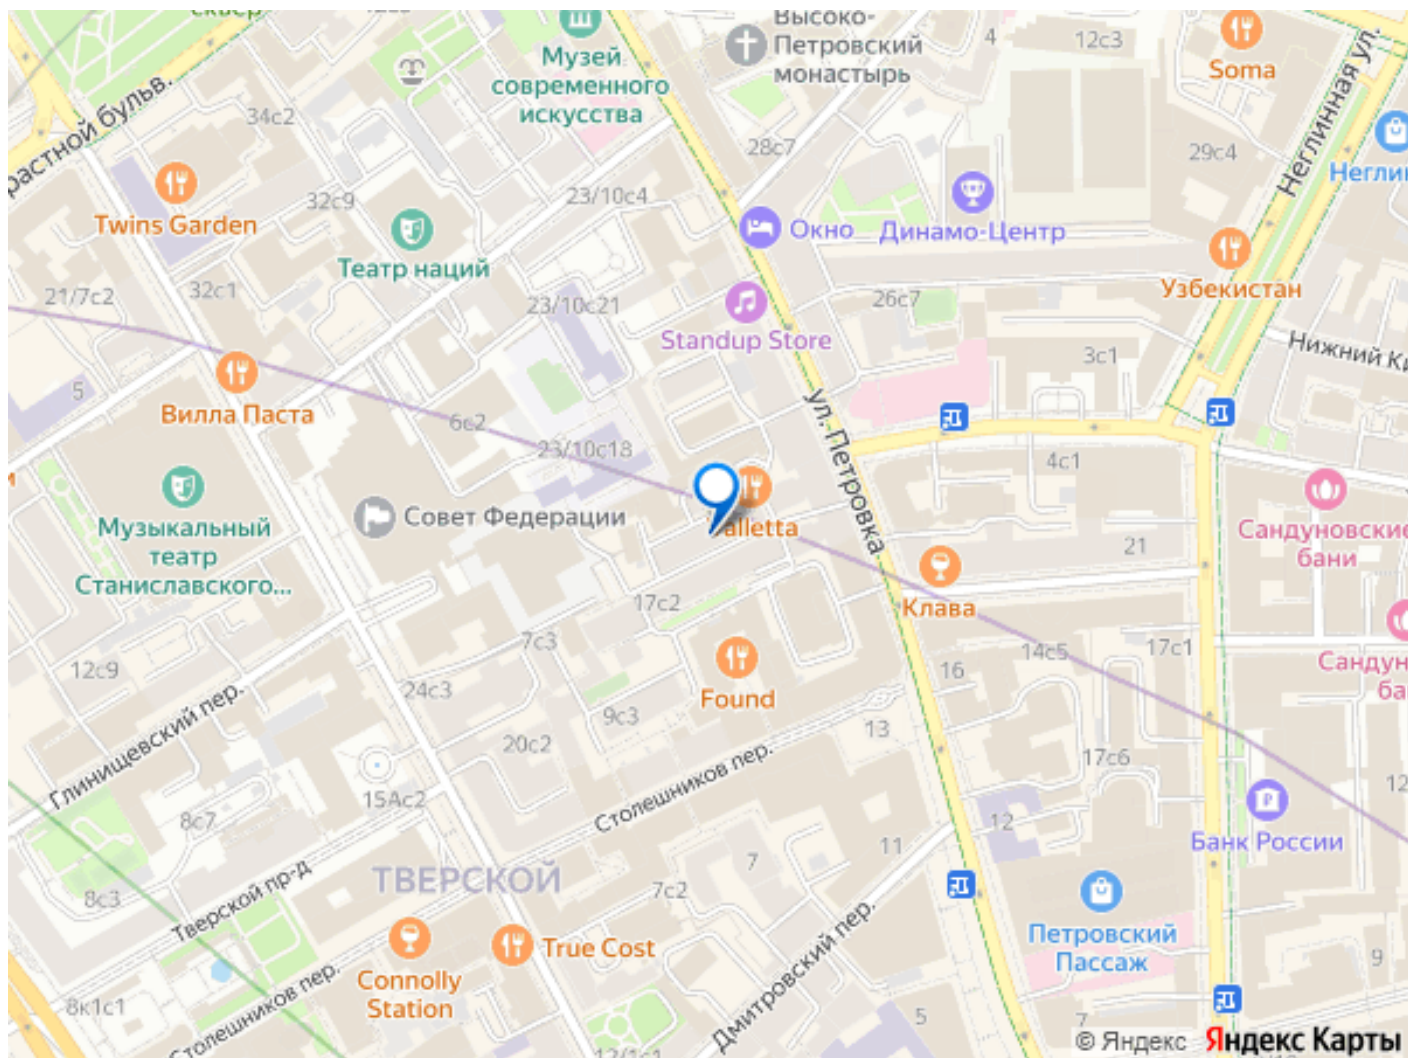 Высоко-
Петровский
монастырь
4
12с3
Soma
Неглинная ул.
Музей
современного
искусства
34с2
28с7
29с4
Twins Garden
32с9
23/10с4
Окно
Динамо-Центр
Театр наций
21/7с2
32с1
23/10с21
26с7
Узбекистан
Standup Store
Нижний
3с1
5
Вилла Паста
6с2
23/10с18
ул. Петровка
4с1
Совет Федерации
Музыкальный
театр
Станиславского...
21
Сандуновские
бани
Клава
17с2
7с3
12с9
24с3
Found
16
14с5
17с1
9с3
20с2
13
Глинищевский пер.
Столешников пер.
17с6
15Ас2
8с7
12
11
7
Банк России
8с3
ТВЕРСКОЙ
7с2
Тверской пр-д
True Cost
Connolly
Station
Петровский
Пассаж
9
8к1с1
Столешников пер.
Дмитровский пер.
5
7
12/1с1
© Яндекс Яндекс Карты